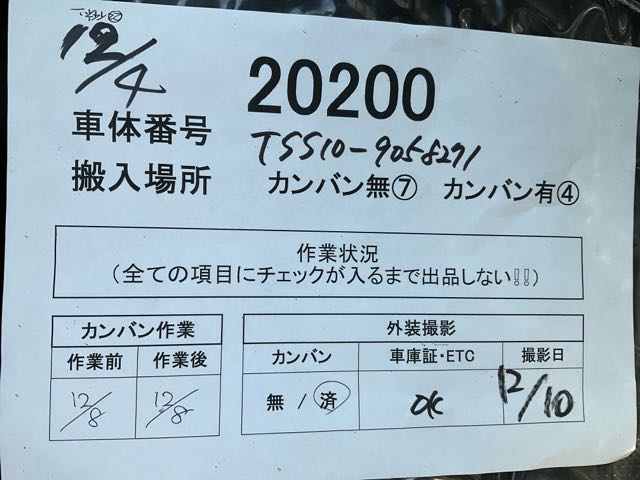 12/4
20200
車体番号 TSS10-9058291
搬入場所 カンバン無⑦ カンバン有④
作業状況
（全ての項目にチェックが入るまで出品しない!!）
カンバン作業
作業前 作業後
12/8 12/8
外装撮影
カンバン 車庫証・ETC 撮影日
無 / 済 OK 12/10